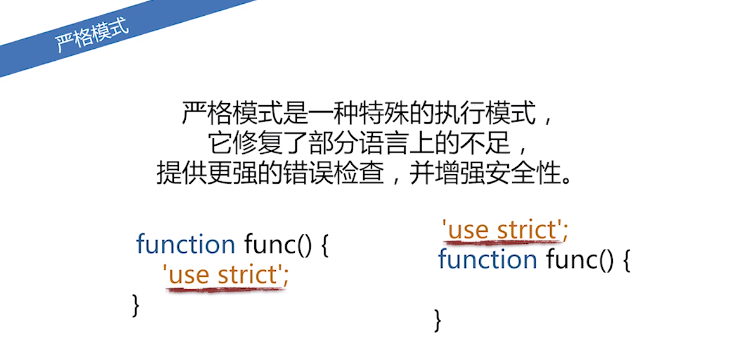 严格模式
严格模式是一种特殊的执行模式，
它修复了部分语言上的不足，
提供更强的错误检查，并增强安全性。
function func() {
'use strict';
}
'use strict';
function func() {
}